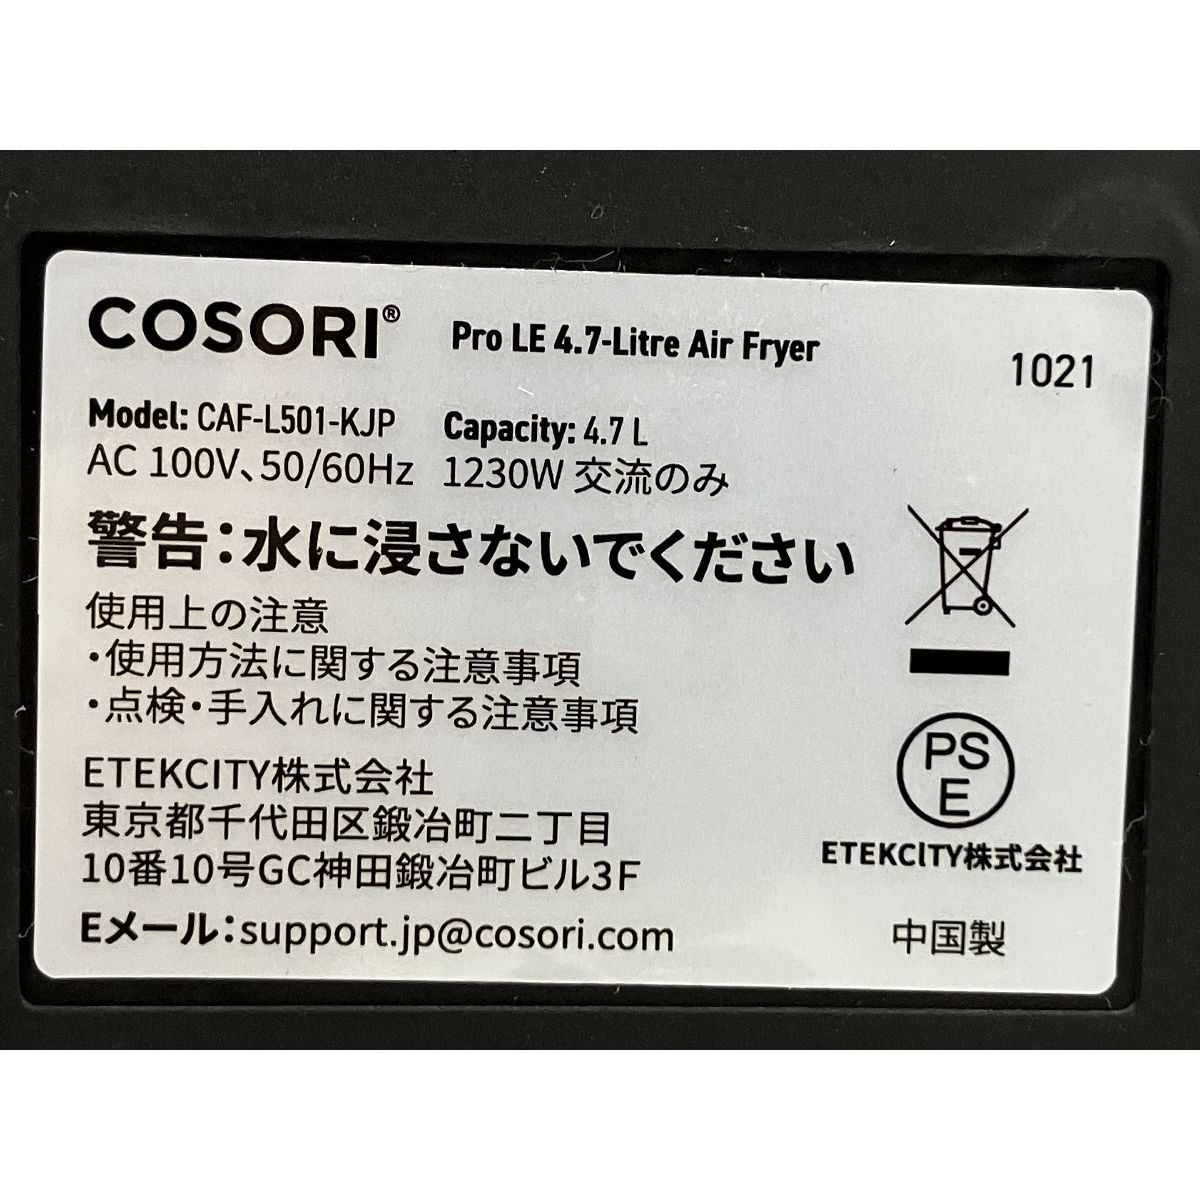 COSORI® Pro LE 4.7-Litre Air Fryer 1021
Model: CAF-L501-KJP Capacity: 4.7 L
AC 100V、50/60Hz 1230W 交流のみ
警告：水に浸さないでください
使用上の注意
・使用方法に関する注意事項
・点検・手入れに関する注意事項
ETEKCITY株式会社
東京都千代田区鍛冶町二丁目
10番10号GC神田鍛冶町ビル3F
Eメール：support.jp@cosori.com
PS
E
ETEKCITY株式会社
中国製